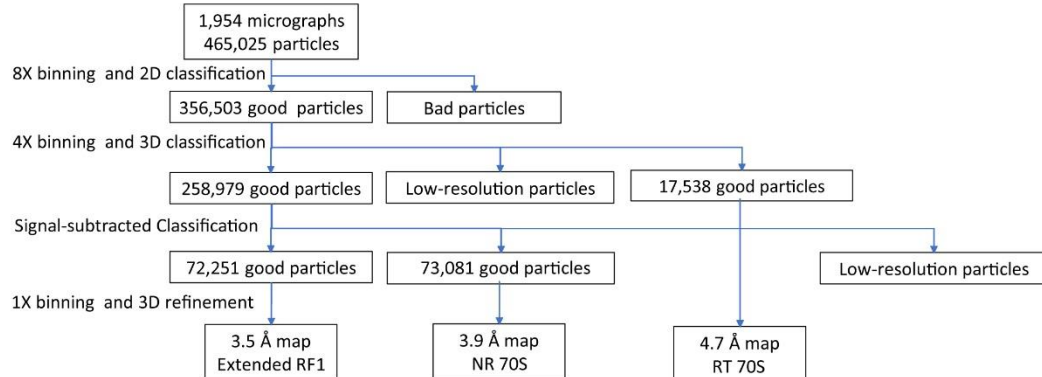 1,954 micrographs
465,025 particles
8X binning and 2D classification
356,503 good particles
Bad particles
4X binning and 3D classification
258,979 good particles
Low-resolution particles
17,538 good particles
Signal-subtracted Classification
72,251 good particles
73,081 good particles
Low-resolution particles
1X binning and 3D refinement
3.5 Å map
Extended RF1
3.9 Å map
NR 70S
4.7 Å map
RT 70S